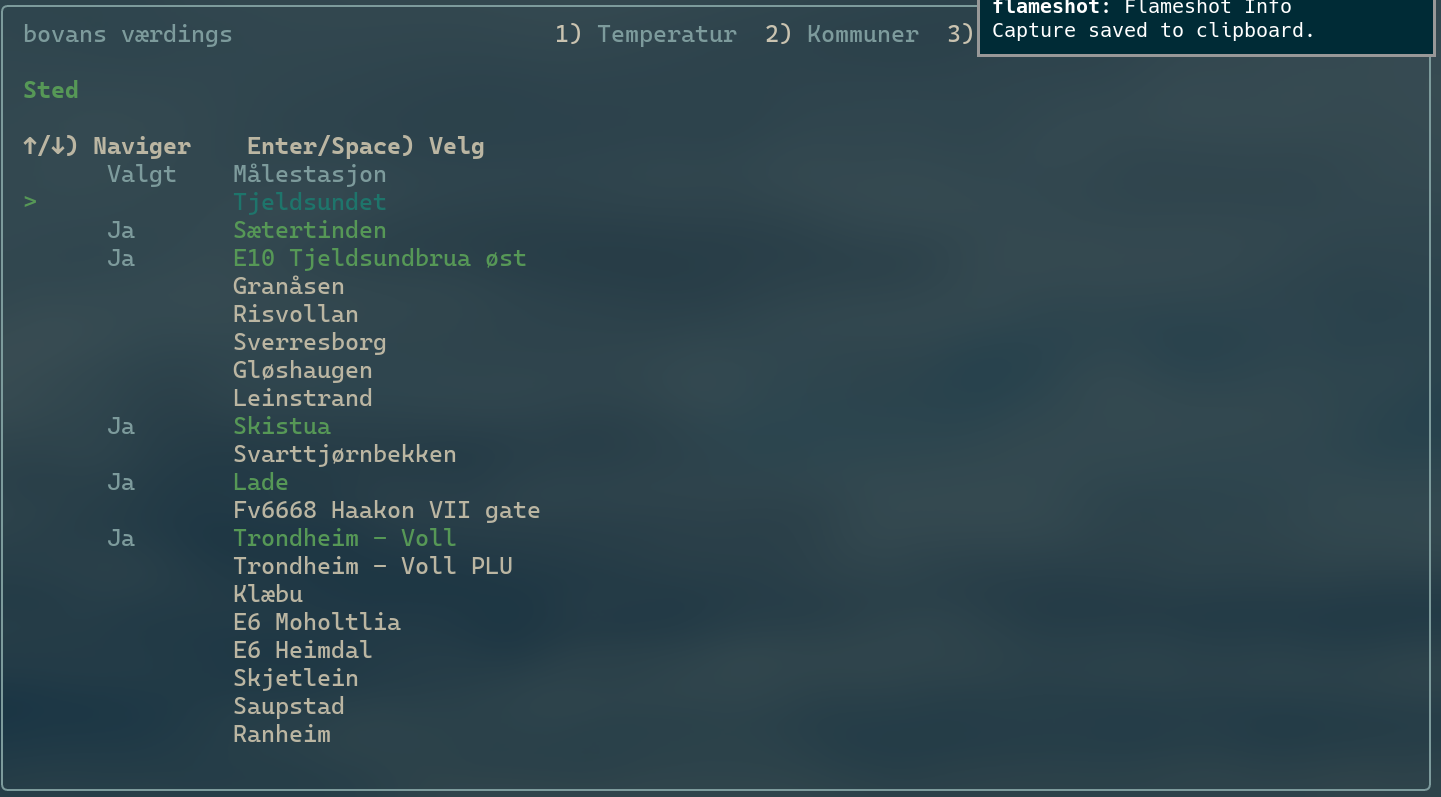 flameshot: Flameshot Info
Capture saved to clipboard.
bovans værdings 1) Temperatur 2) Kommuner 3)
Sted
↑/↓) Naviger Enter/Space) Velg
Valgt Målestasjon
> Tjeldsundet
Ja Sætertinden
Ja E10 Tjeldsundbrua øst
Granåsen
Risvollan
Sverresborg
Gløshaugen
Leinstrand
Ja Skistua
Svarttjørnbekken
Ja Lade
Fv6668 Haakon VII gate
Ja Trondheim – Voll
Trondheim – Voll PLU
Klæbu
E6 Moholtlia
E6 Heimdal
Skjetlein
Saupstad
Ranheim